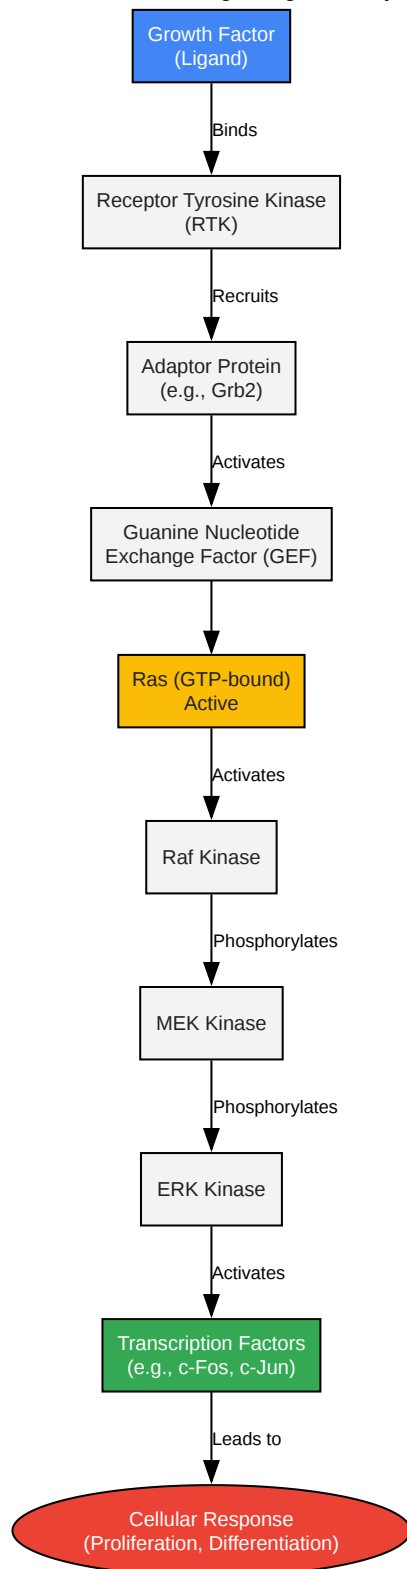 Growth Factor
(Ligand)
Binds
Receptor Tyrosine Kinase
(RTK)
Recruits
Adaptor Protein
(e.g., Grb2)
Activates
Guanine Nucleotide
Exchange Factor (GEF)
Ras (GTP-bound)
Active
Activates
Raf Kinase
Phosphorylates
MEK Kinase
Phosphorylates
ERK Kinase
Activates
Transcription Factors
(e.g., c-Fos, c-Jun)
Leads to
Cellular Response
(Proliferation, Differentiation)